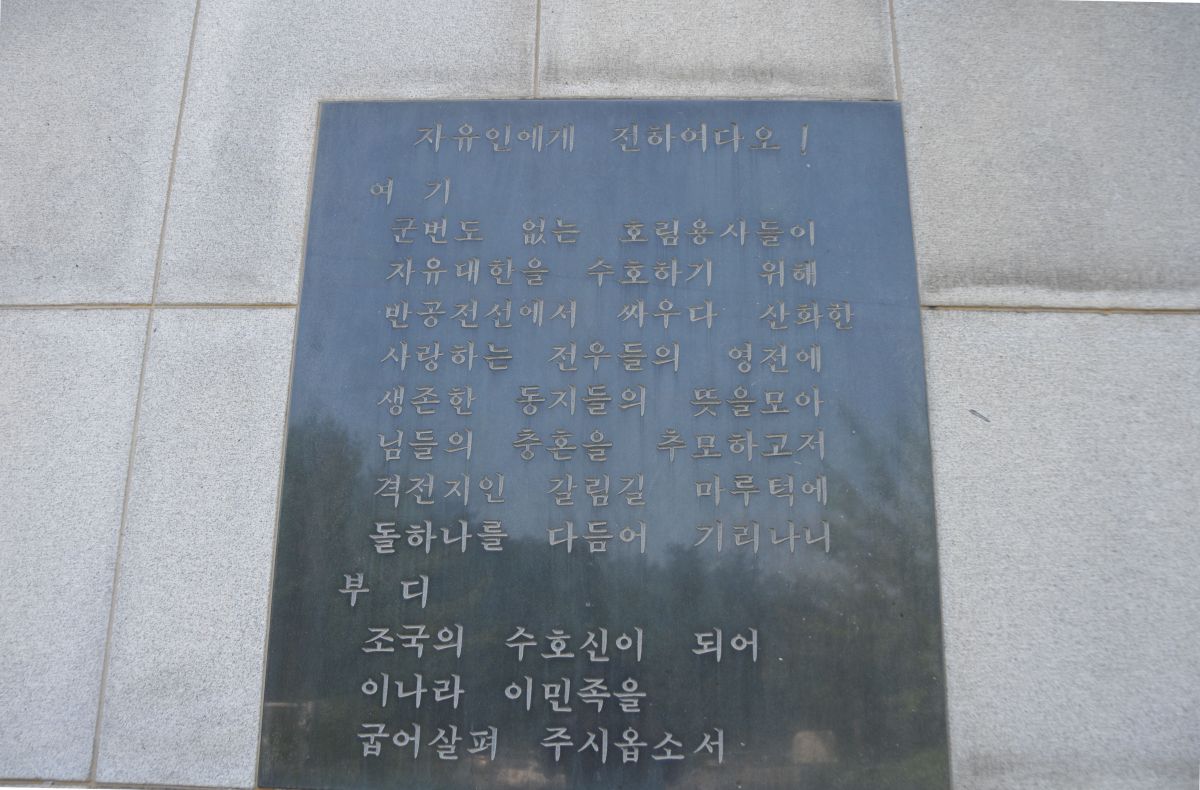 자유인에게 전하여다오!
여 기
군번도 없는 호림용사들이
자유대한을 수호하기 위해
반공전선에서 싸우다 산화한
사랑하는 전우들의 영전에
생존한 동지들의 뜻을모아
님들의 충혼을 추모하고저
격전지인 갈림길 마루턱에
돌하나를 다듬어 기리나니
부 디
조국의 수호신이 되어
이나라 이민족을
굽어살펴 주시옵소서